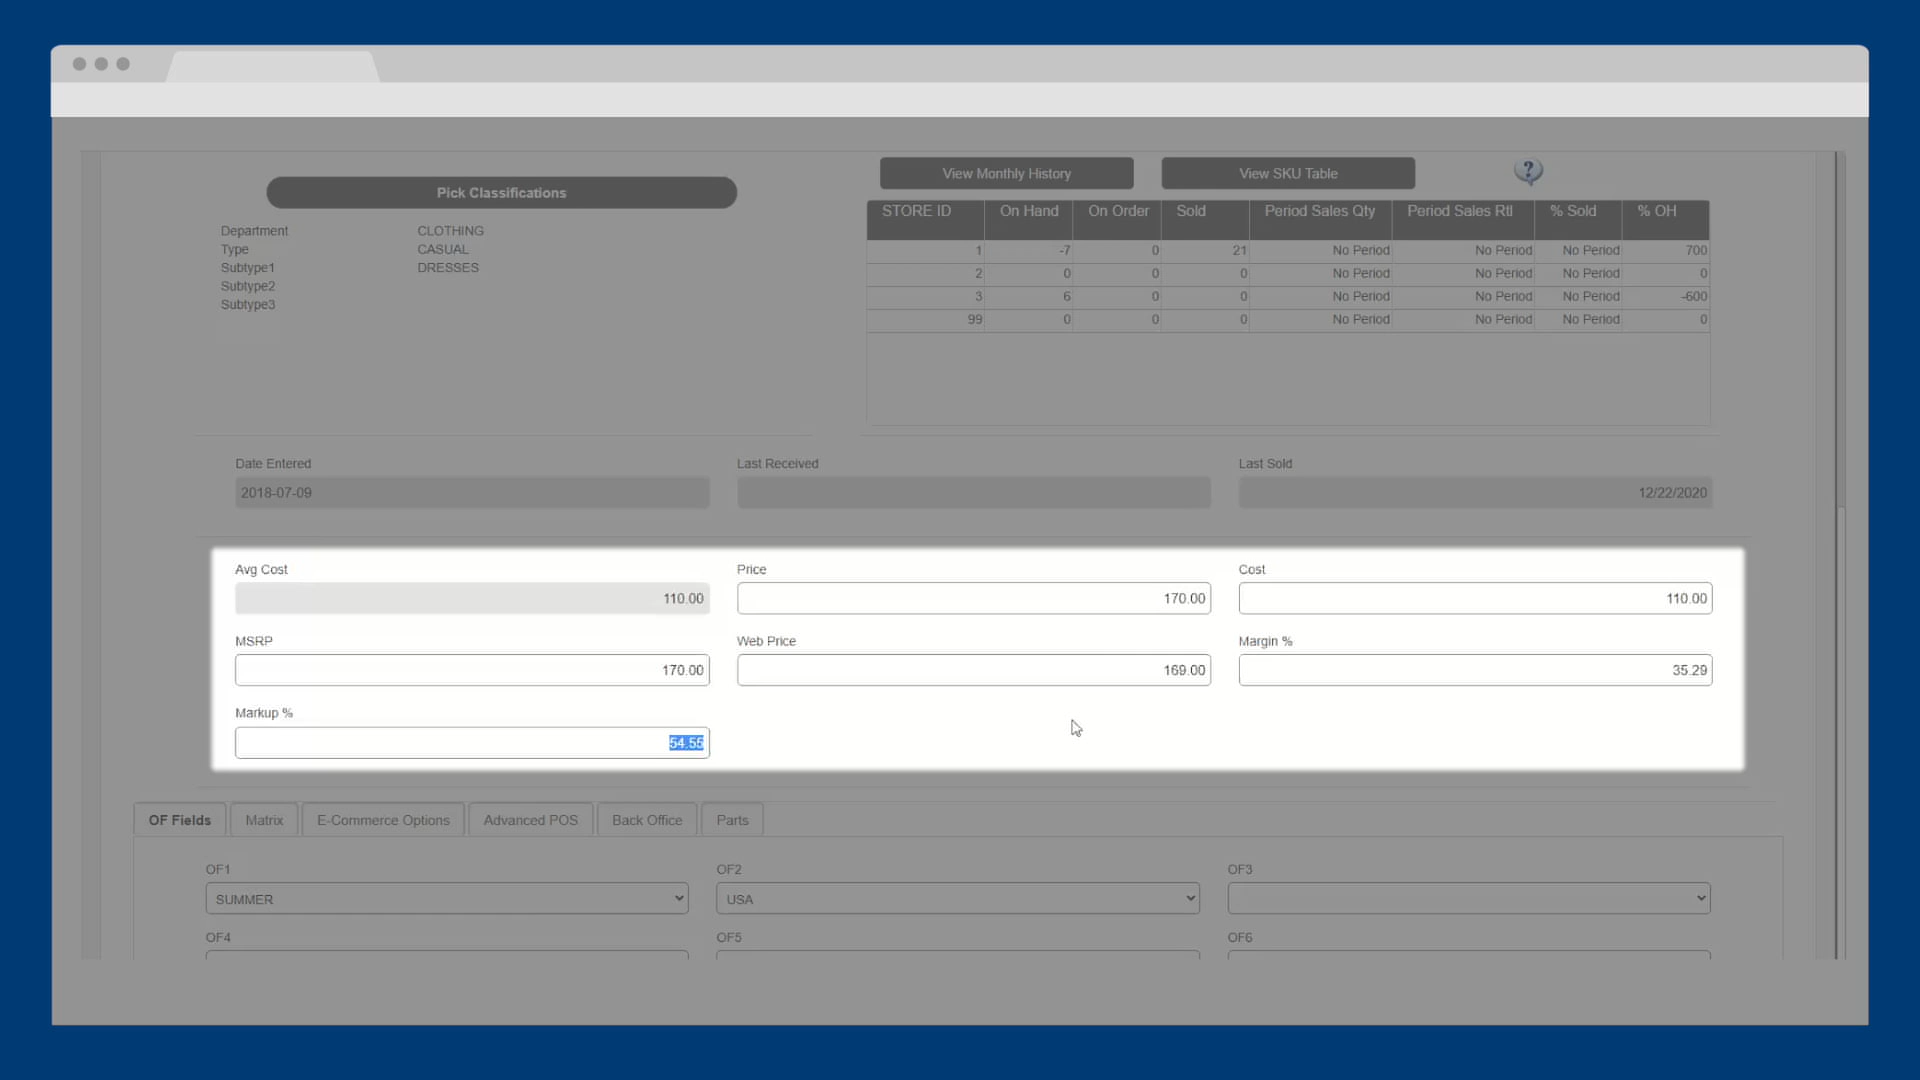 View Monthly History
View SKU Table
?
Pick Classifications
Department CLOTHING
Type CASUAL
Subtype1 DRESSES
Subtype2
Subtype3
STORE ID On Hand On Order Sold Period Sales Qty Period Sales Rtl % Sold % OH
1 -7 0 21 No Period No Period No Period 700
2 0 0 0 No Period No Period No Period 0
3 6 0 0 No Period No Period No Period -600
99 0 0 0 No Period No Period No Period 0
Date Entered Last Received Last Sold
2018-07-09 12/22/2020
Avg Cost Price Cost
110.00 170.00 110.00
MSRP Web Price Margin %
170.00 169.00 35.29
Markup %
54.55
OF Fields Matrix E-Commerce Options Advanced POS Back Office Parts
OF1 OF2 OF3
SUMMER USA
OF4 OF5 OF6